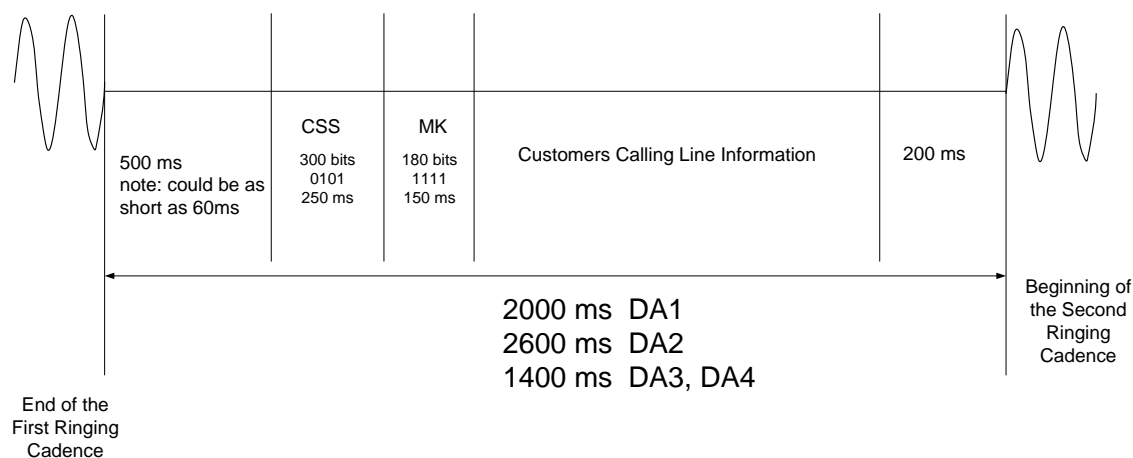 500 ms
note: could be as
short as 60ms
CSS
300 bits
0101
250 ms
MK
180 bits
1111
150 ms
Customers Calling Line Information
200 ms
2000 ms DA1
2600 ms DA2
1400 ms DA3, DA4
End of the
First Ringing
Cadence
Beginning of
the Second
Ringing
Cadence